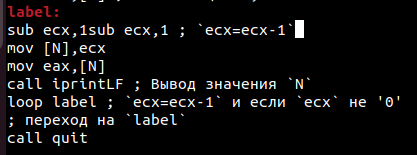 label:
sub ecx,1sub ecx,1 ; `ecx=ecx-1`
mov [N],ecx
mov eax,[N]
call iprintLF ; Вывод значения `N`
loop label ; `ecx=ecx-1` и если `ecx` не '0'
; переход на `label`
call quit